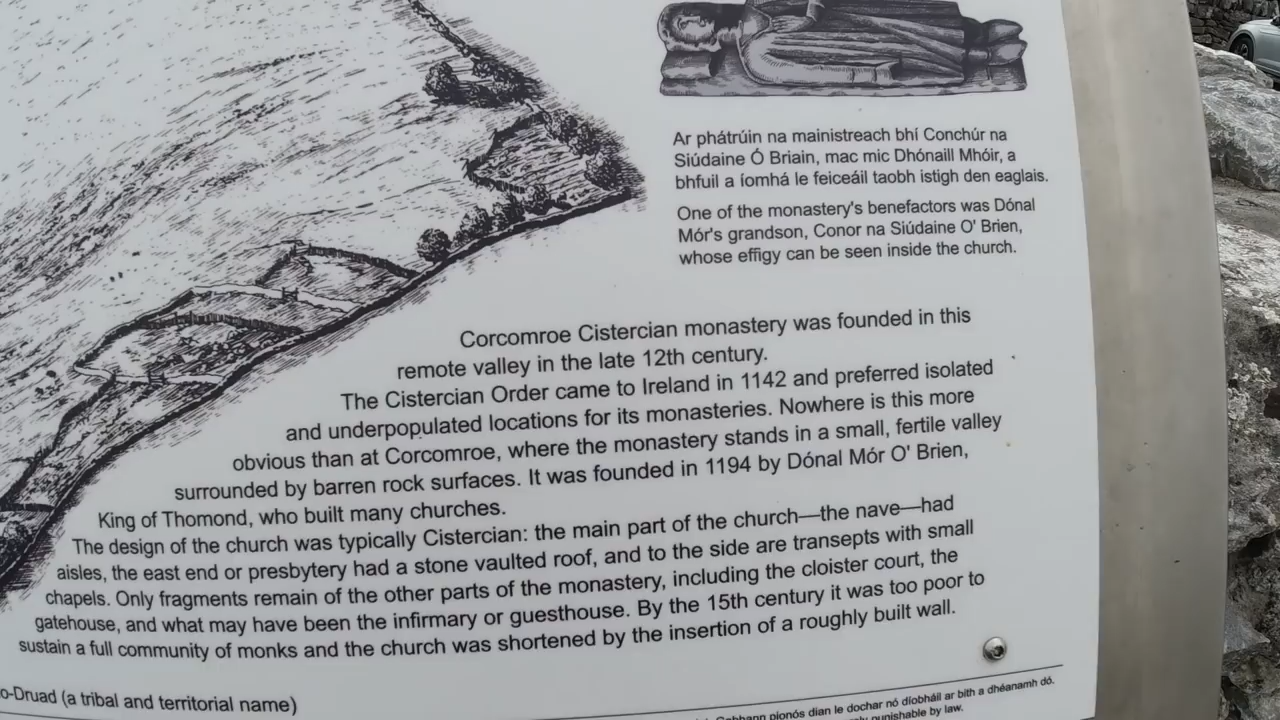 Ar phátrúin na mainistreach bhí Conchúr na
Siúdaine Ó Briain, mac mic Dhónaill Mhóir, a
bhfuil a íomhá le feiceáil taobh istigh den eaglais.
One of the monastery's benefactors was Dónal
Mór's grandson, Conor na Siúdaine O' Brien,
whose effigy can be seen inside the church.
Corcomroe Cistercian monastery was founded in this
remote valley in the late 12th century.
The Cistercian Order came to Ireland in 1142 and preferred isolated
and underpopulated locations for its monasteries. Nowhere is this more
obvious than at Corcomroe, where the monastery stands in a small, fertile valley
surrounded by barren rock surfaces. It was founded in 1194 by Dónal Mór O' Brien,
King of Thomond, who built many churches.
The design of the church was typically Cistercian: the main part of the church—the nave—had
aisles, the east end or presbytery had a stone vaulted roof, and to the side are transepts with small
chapels. Only fragments remain of the other parts of the monastery, including the cloister court, the
gatehouse, and what may have been the infirmary or guesthouse. By the 15th century it was too poor to
sustain a full community of monks and the church was shortened by the insertion of a roughly built wall.
o-Druad (a tribal and territorial name)
Gabhann pionós dian le dochar nó díobháil ar bith a dhéanamh dó.
punishable by law.